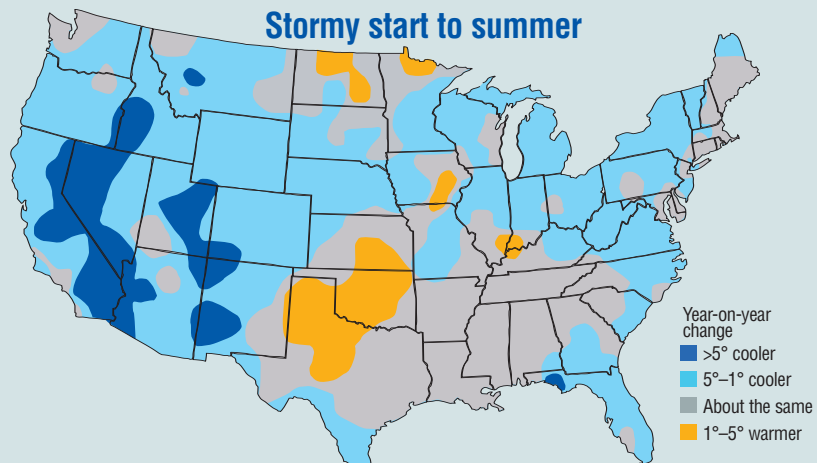 Stormy start to summer
Year-on-year
change
>5° cooler
5°–1° cooler
About the same
1°–5° warmer